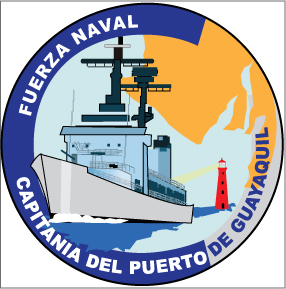 FUERZA NAVAL
CAPITANIA DEL PUERTO DE GUAYAQUIL